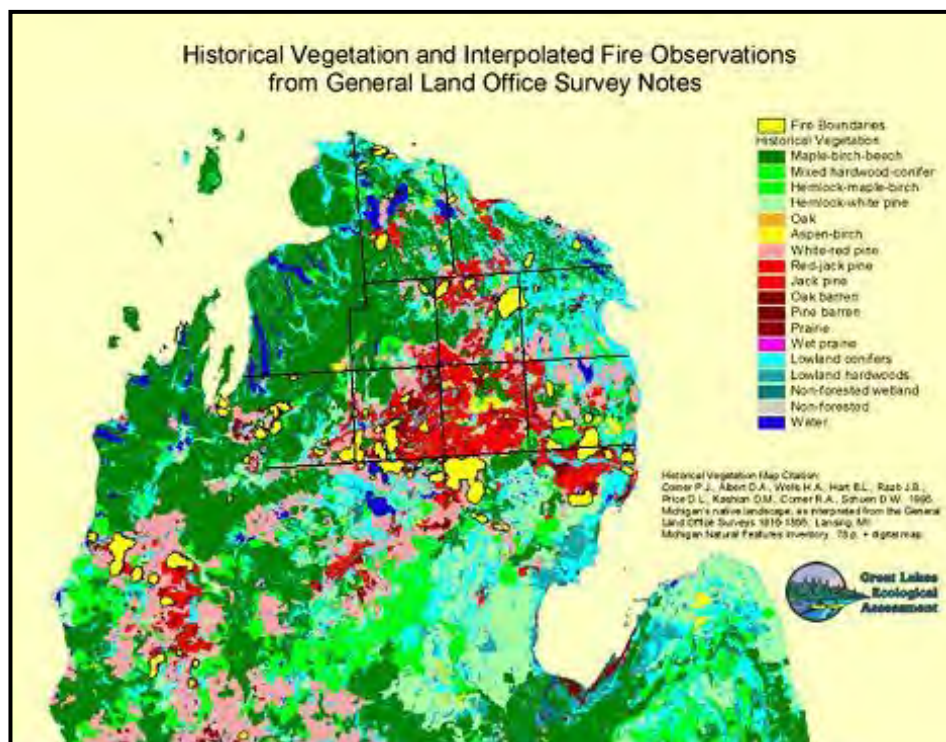 Historical Vegetation and Interpolated Fire Observations
from General Land Office Survey Notes
Fire Boundaries
Historical Vegetation
Maple-birch-beech
Mixed hardwood-conifer
Hemlock-maple-birch
Hemlock-white pine
Oak
Aspen-birch
White-red pine
Red-jack pine
Jack pine
Oak barren
Pine barren
Prairie
Wet prairie
Lowland conifers
Lowland hardwoods
Non-forested wetland
Non-forested
Water
Historical Vegetation Map Citation:
Comer P.J., Albert D.A., Wells H.A., Hart B.L., Raab J.B.,
Price D.L., Kashian D.M., Corner R.A., Schuen D.W. 1995.
Michigan's native landscape, as interpreted from the General
Land Office Surveys 1816-1856, Lansing, MI
Michigan Natural Features Inventory. 78 p. + digital map.
Great Lakes
Ecological
Assessment